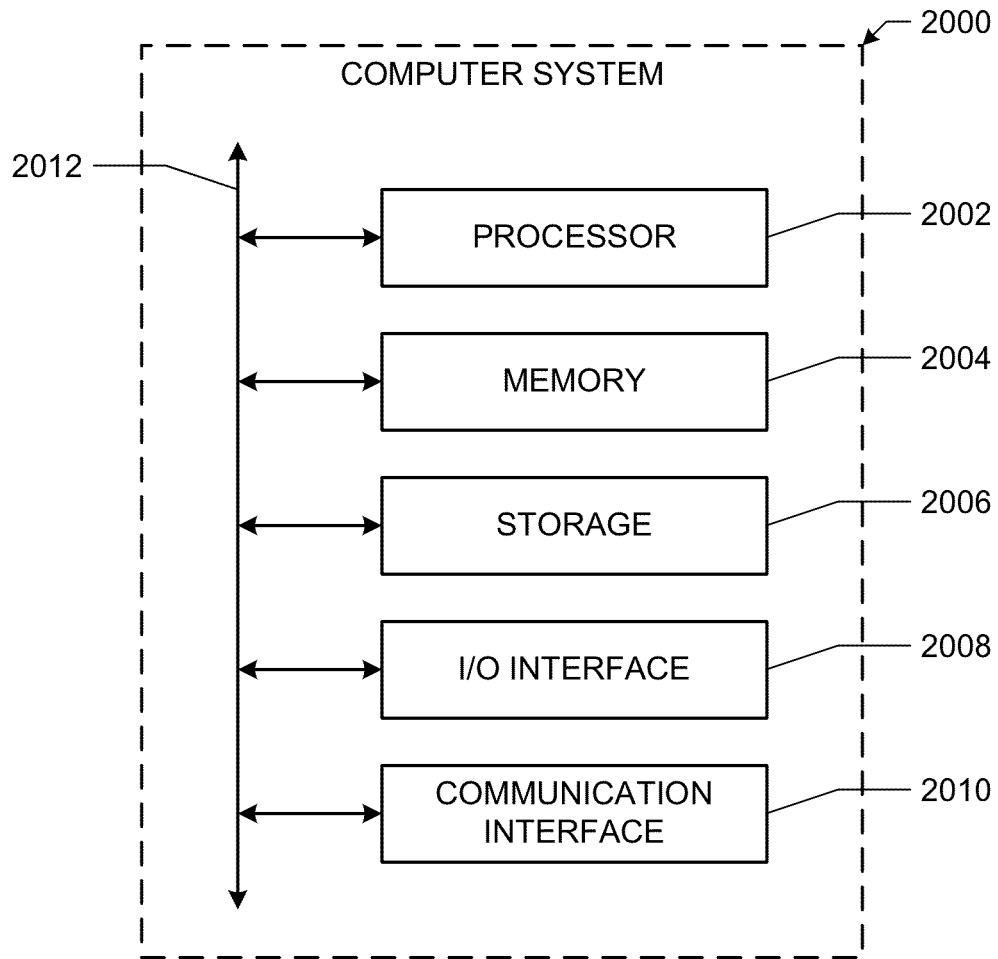 2000
COMPUTER SYSTEM
2012
PROCESSOR
2002
MEMORY
2004
STORAGE
2006
I/O INTERFACE
2008
COMMUNICATION
INTERFACE
2010